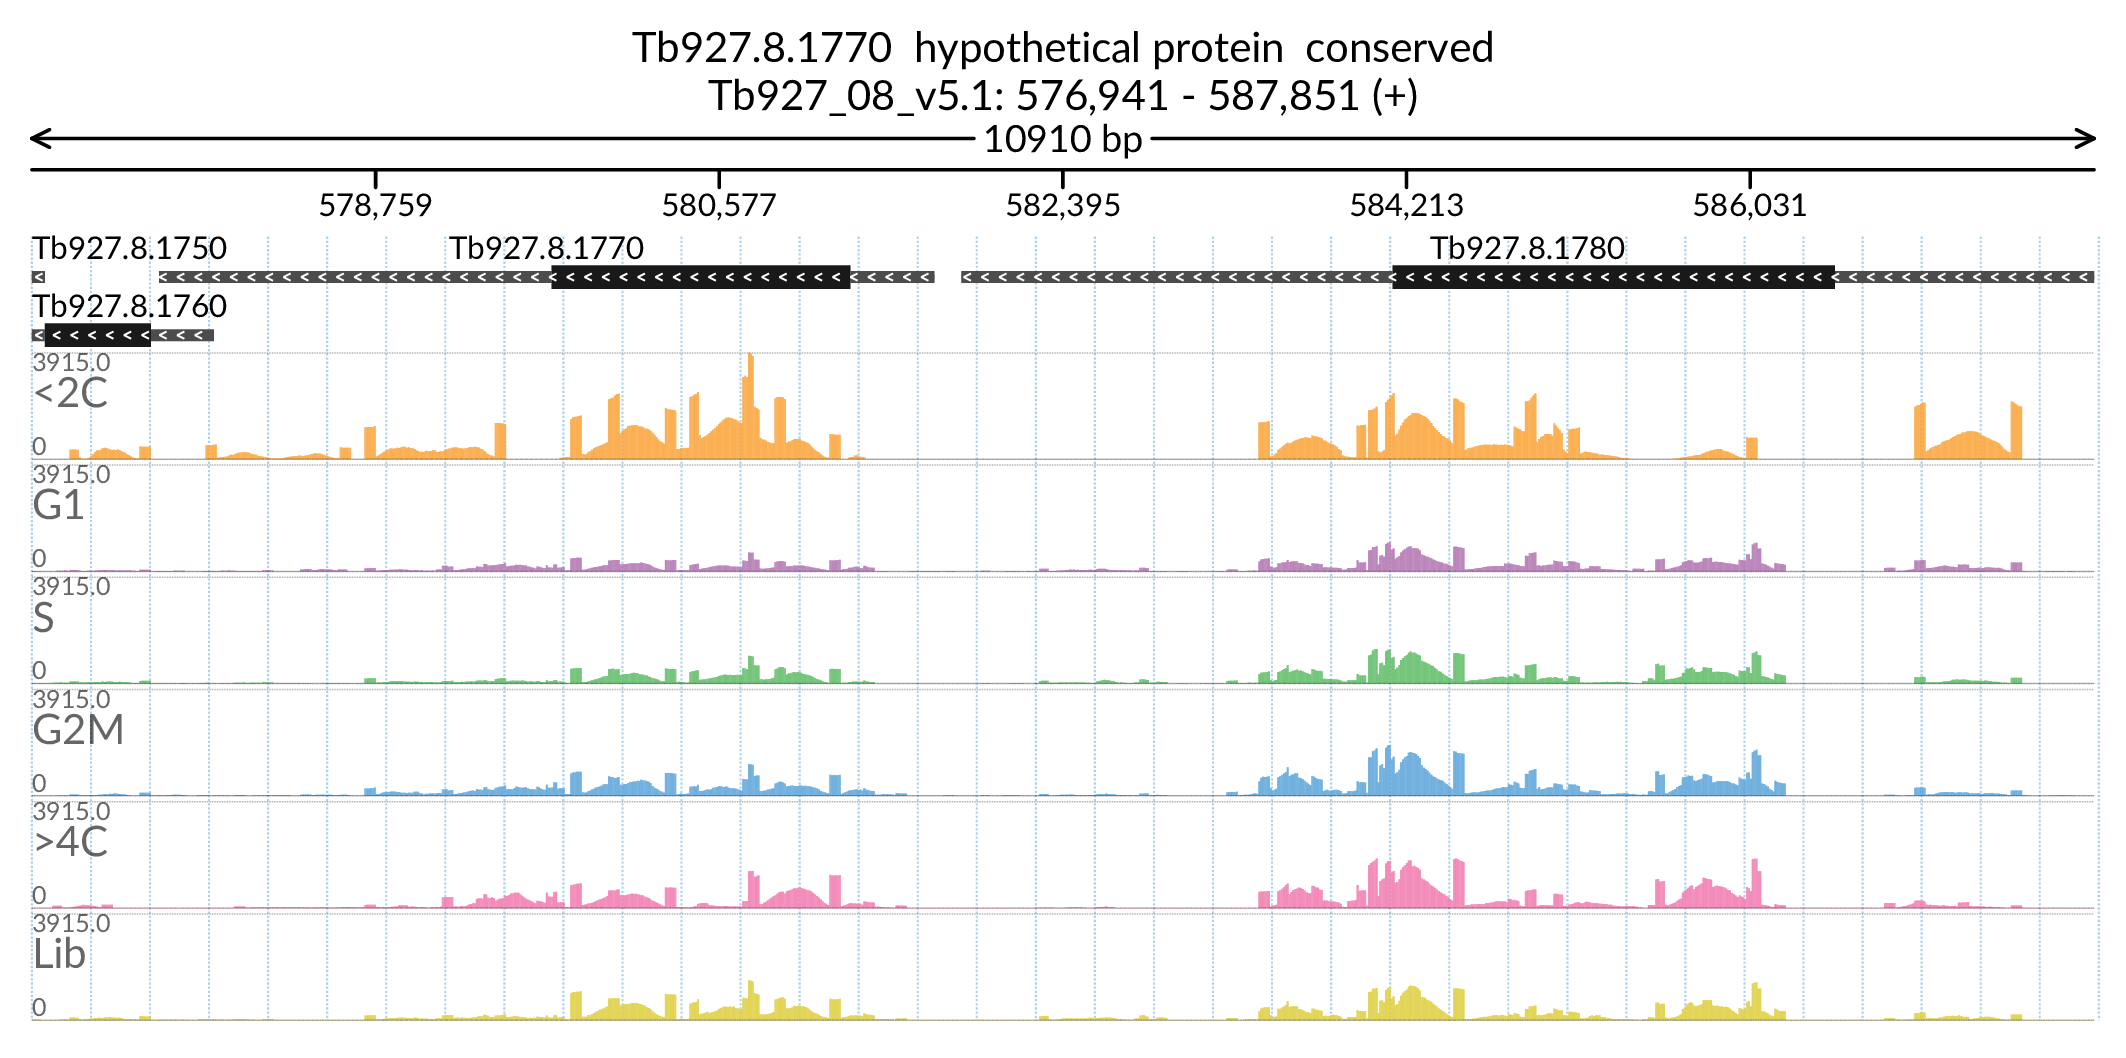 Tb927.8.1770 hypothetical protein conserved
Tb927_08_v5.1: 576,941 - 587,851 (+)
10910 bp
578,759 580,577 582,395 584,213 586,031
Tb927.8.1750 Tb927.8.1770 Tb927.8.1780
Tb927.8.1760
3915.0
<2C
0
3915.0
G1
0
3915.0
S
0
3915.0
G2M
0
3915.0
>4C
0
3915.0
Lib
0